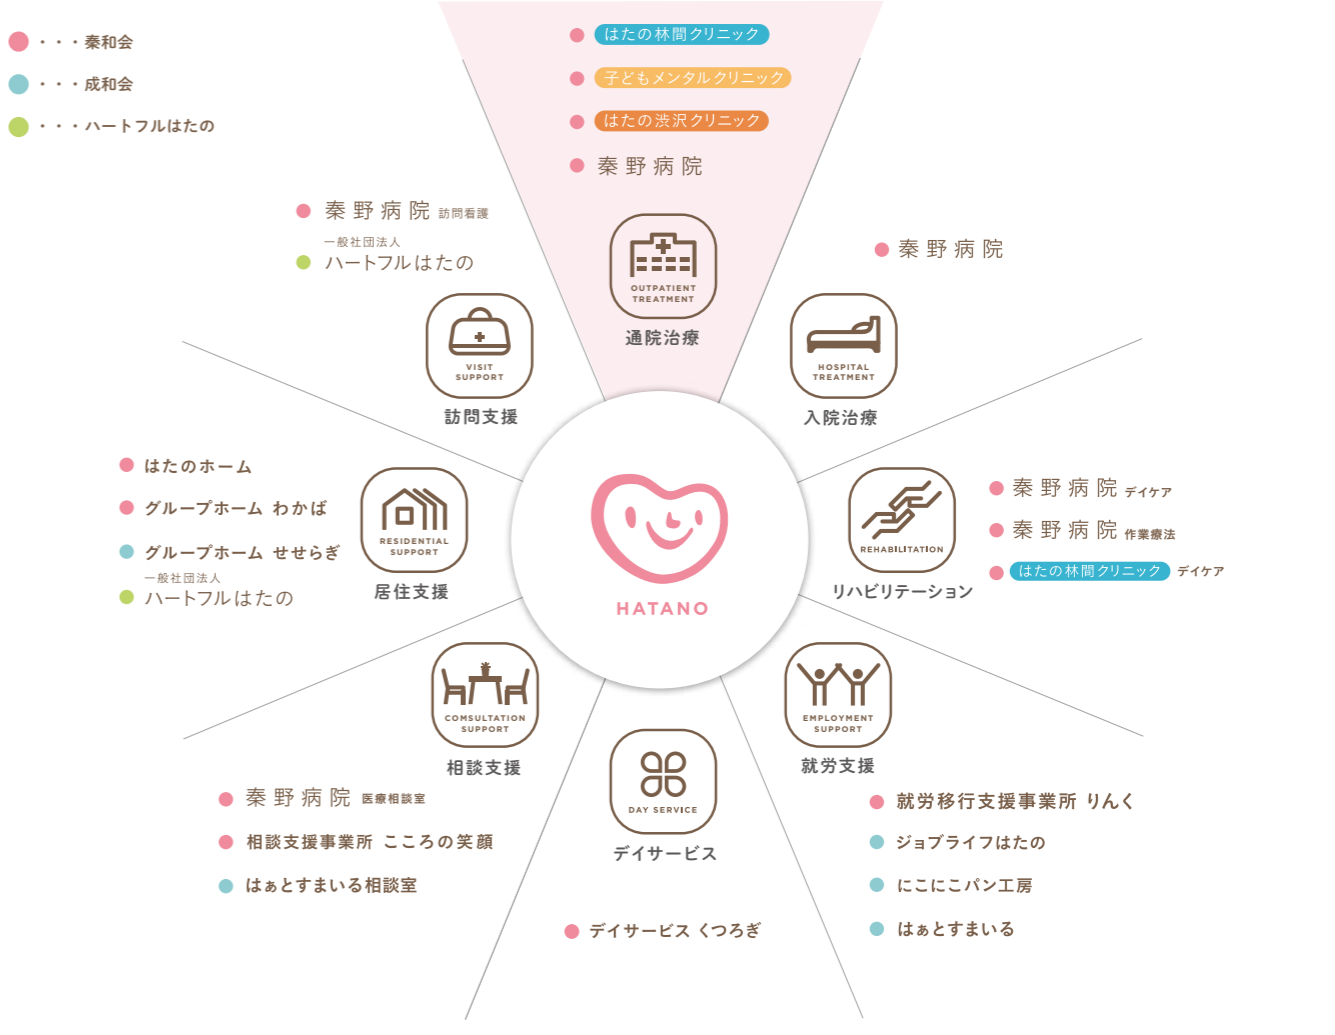 ・・・秦和会
・・・成和会
・・・ハートフルはたの
はたの林間クリニック
子どもメンタルクリニック
はたの渋沢クリニック
秦野病院
OUTPATIENT
TREATMENT
通院治療
秦野病院 訪問看護
一般社団法人
ハートフルはたの
VISIT
SUPPORT
訪問支援
秦野病院
HOSPITAL
TREATMENT
入院治療
はたのホーム
グループホーム わかば
グループホーム せせらぎ
一般社団法人
ハートフルはたの
RESIDENTIAL
SUPPORT
居住支援
HATANO
REHABILITATION
リハビリテーション
秦野病院 デイケア
秦野病院 作業療法
はたの林間クリニック デイケア
COMSULTATION
SUPPORT
相談支援
秦野病院 医療相談室
相談支援事業所 こころの笑顔
はぁとすまいる相談室
DAY SERVICE
デイサービス
デイサービス くつろぎ
EMPLOYMENT
SUPPORT
就労支援
就労移行支援事業所 りんく
ジョブライフはたの
にこにこパン工房
はぁとすまいる